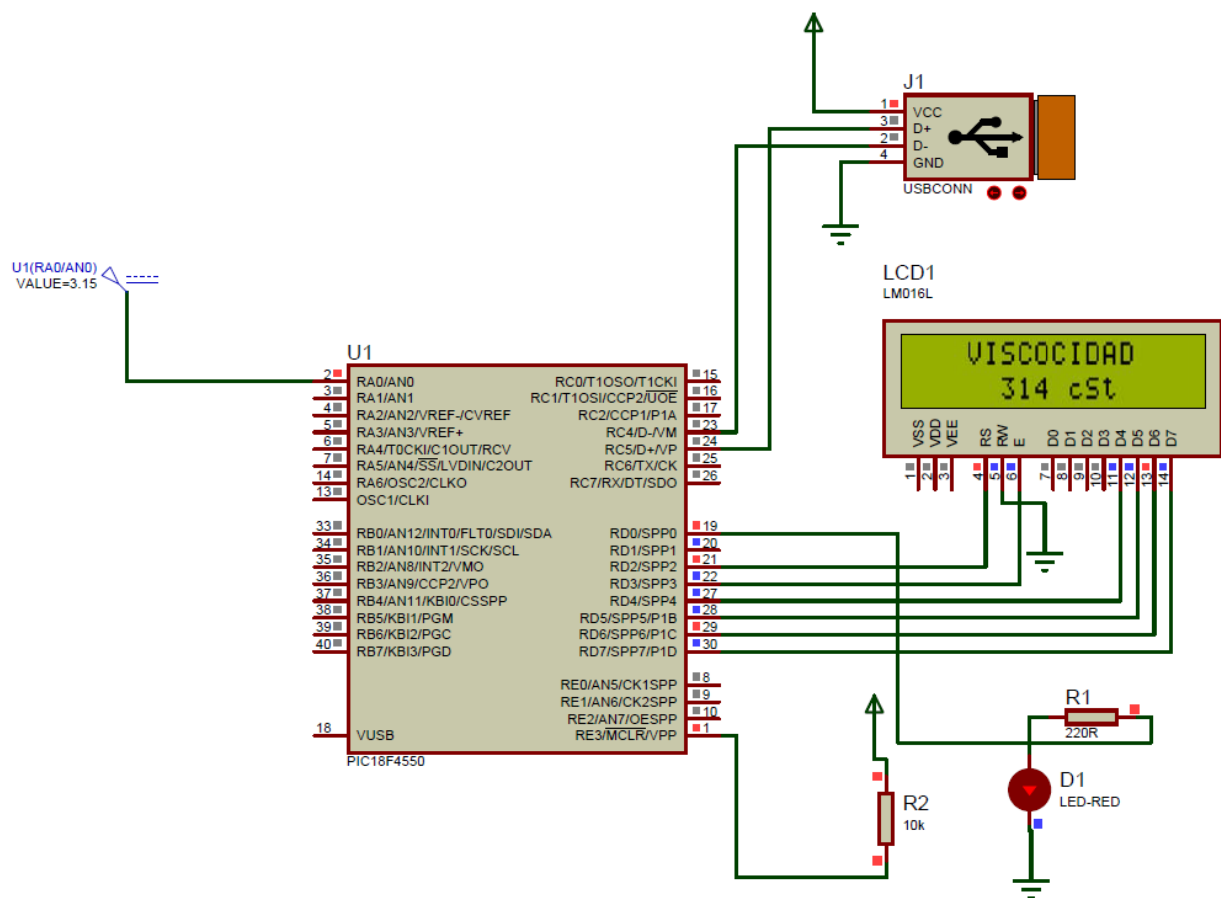 J1
1
VCC
3
D+
2
D-
4
GND
USBCONN
U1(RA0/AN0)
VALUE=3.15
LCD1
LM016L
VISCOCIDAD
314 cSt
VSS
VDD
VEE
RS
RW
E
D0
D1
D2
D3
D4
D5
D6
D7
1
2
3
4
5
6
7
8
9
10
11
12
13
14
U1
2
RA0/AN0
RC0/T1OSO/T1CKI
15
3
RA1/AN1
RC1/T1OSI/CCP2/UOE
16
4
RA2/AN2/VREF-/CVREF
RC2/CCP1/P1A
17
5
RA3/AN3/VREF+
RC4/D-/VM
23
6
RA4/T0CKI/C1OUT/RCV
RC5/D+/VP
24
7
RA5/AN4/SS/LVDIN/C2OUT
RC6/TX/CK
25
14
RA6/OSC2/CLKO
RC7/RX/DT/SDO
26
13
OSC1/CLKI
33
RB0/AN12/INT0/FLT0/SDI/SDA
RD0/SPP0
19
34
RB1/AN10/INT1/SCK/SCL
RD1/SPP1
20
35
RB2/AN8/INT2/VMO
RD2/SPP2
21
36
RB3/AN9/CCP2/VPO
RD3/SPP3
22
37
RB4/AN11/KBI0/CSSPP
RD4/SPP4
27
38
RB5/KBI1/PGM
RD5/SPP5/P1B
28
39
RB6/KBI2/PGC
RD6/SPP6/P1C
29
40
RB7/KBI3/PGD
RD7/SPP7/P1D
30
RE0/AN5/CK1SPP
8
RE1/AN6/CK2SPP
9
RE2/AN7/OESPP
10
18
VUSB
RE3/MCLR/VPP
1
PIC18F4550
R1
220R
D1
LED-RED
R2
10k